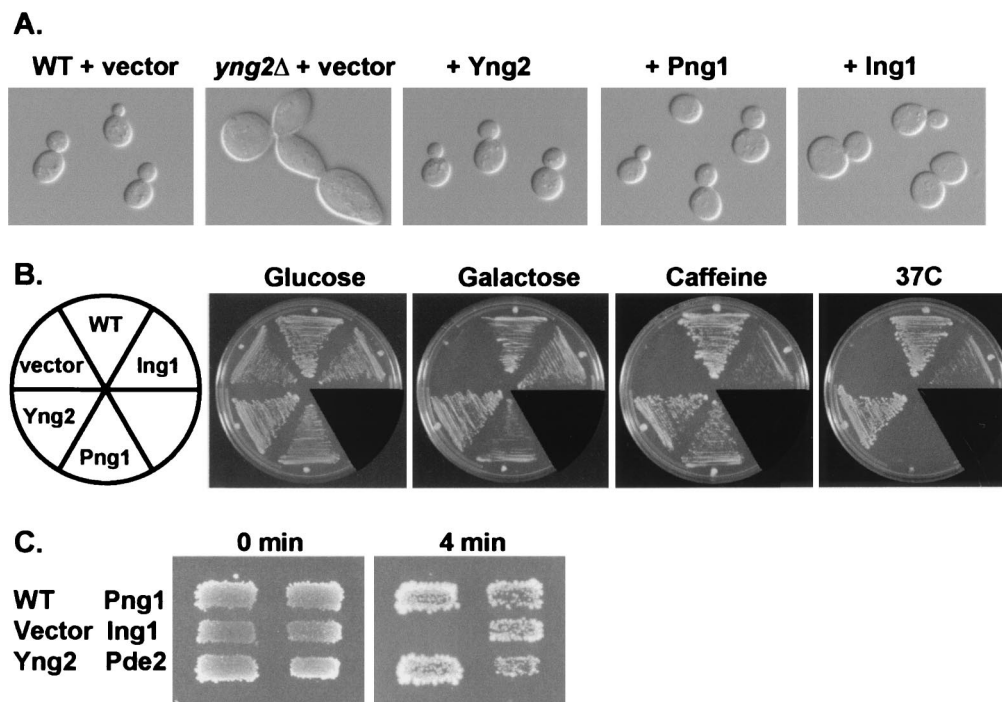 A.
WT + vector yng2Δ + vector + Yng2 + Png1 + Ing1
B.
Glucose Galactose Caffeine 37C
WT
vector Ing1
Yng2
Png1
C.
0 min 4 min
WT Png1
Vector Ing1
Yng2 Pde2